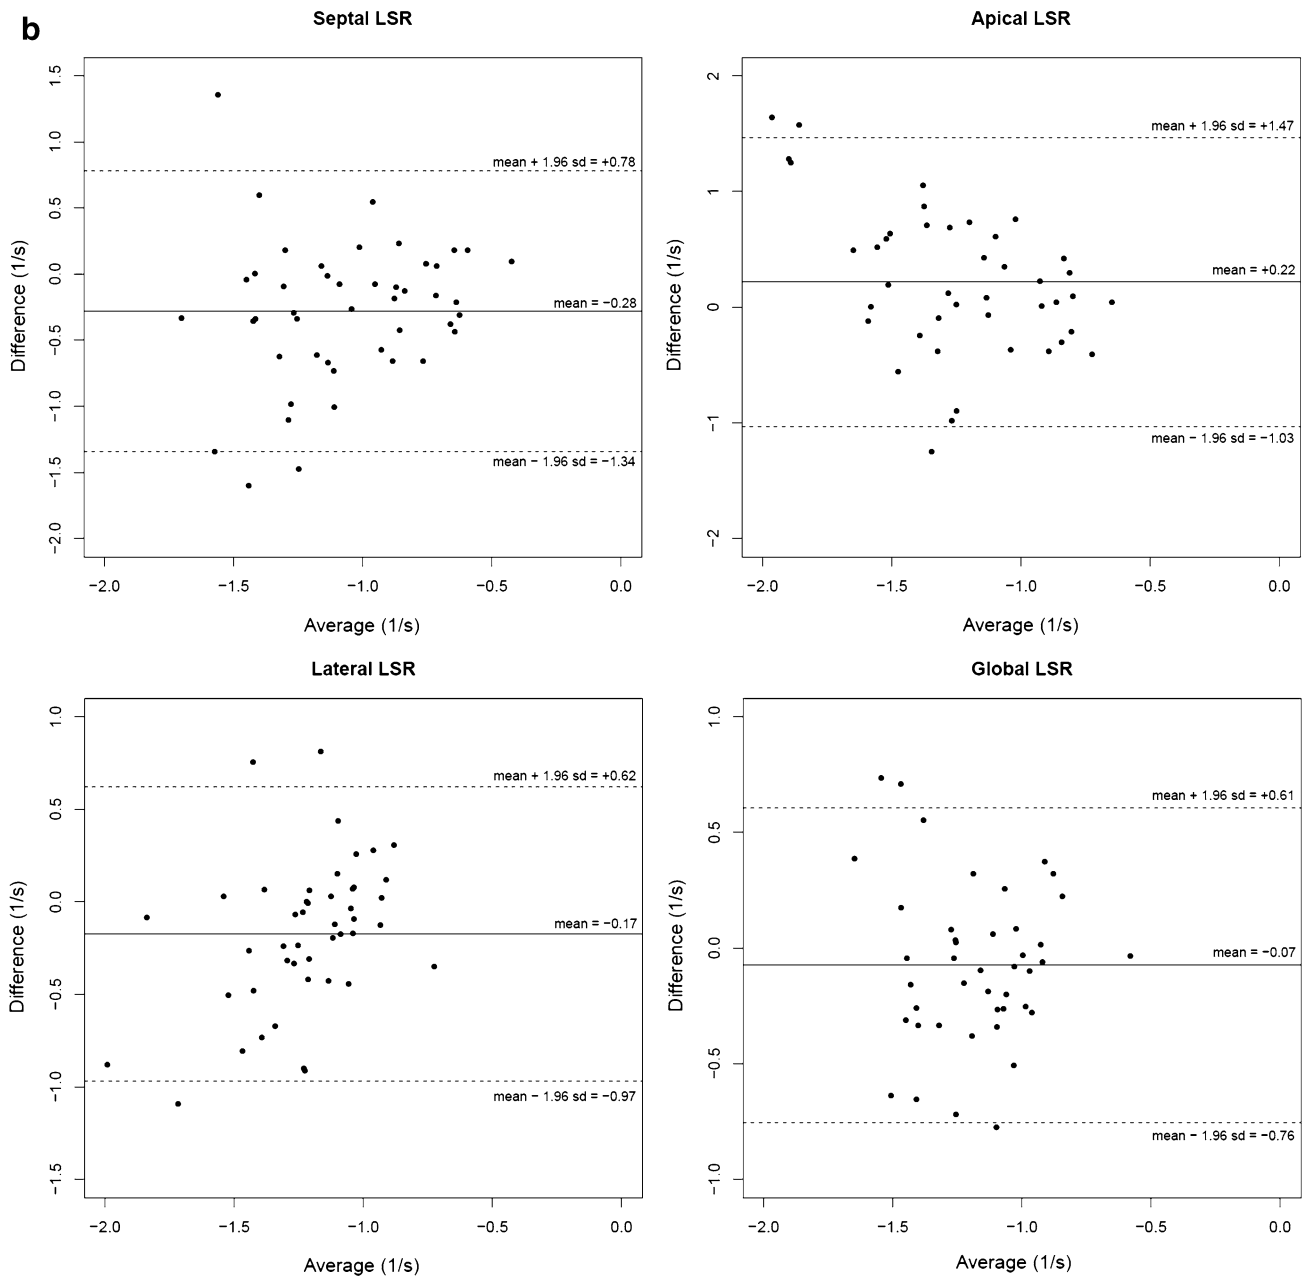 b
Septal LSR
Difference (1/s)
1.5
1.0
0.5
0.0
−0.5
−1.0
−1.5
−2.0
mean + 1.96 sd = +0.78
mean = −0.28
mean − 1.96 sd = −1.34
−2.0 −1.5 −1.0 −0.5 0.0
Average (1/s)
Apical LSR
Difference (1/s)
2
1
0
−1
−2
mean + 1.96 sd = +1.47
mean = +0.22
mean − 1.96 sd = −1.03
−2.0 −1.5 −1.0 −0.5 0.0
Average (1/s)
Lateral LSR
Difference (1/s)
1.0
0.5
0.0
−0.5
−1.0
−1.5
mean + 1.96 sd = +0.62
mean = −0.17
mean − 1.96 sd = −0.97
−2.0 −1.5 −1.0 −0.5 0.0
Average (1/s)
Global LSR
Difference (1/s)
1.0
0.5
0.0
−0.5
−1.0
mean + 1.96 sd = +0.61
mean = −0.07
mean − 1.96 sd = −0.76
−2.0 −1.5 −1.0 −0.5 0.0
Average (1/s)